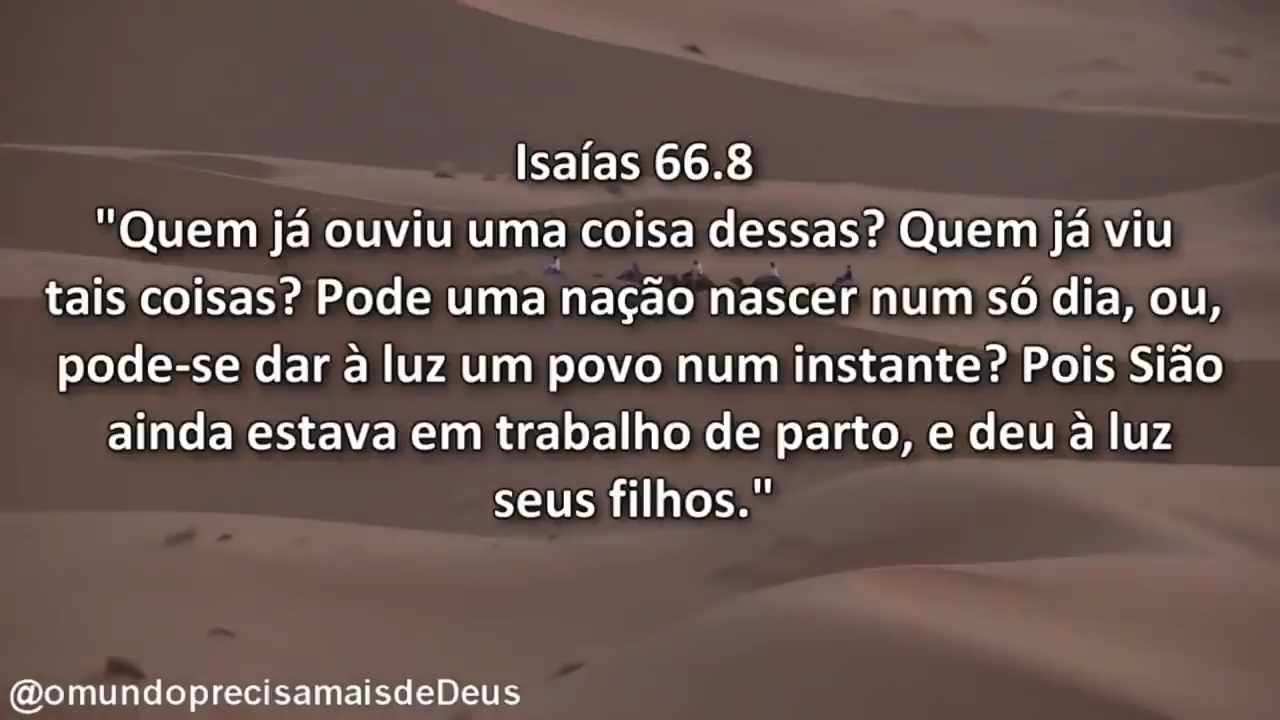 Isaías 66.8
"Quem já ouviu uma coisa dessas? Quem já viu
tais coisas? Pode uma nação nascer num só dia, ou,
pode-se dar à luz um povo num instante? Pois Sião
ainda estava em trabalho de parto, e deu à luz
seus filhos."
@omundoprecisamaisdeDeus